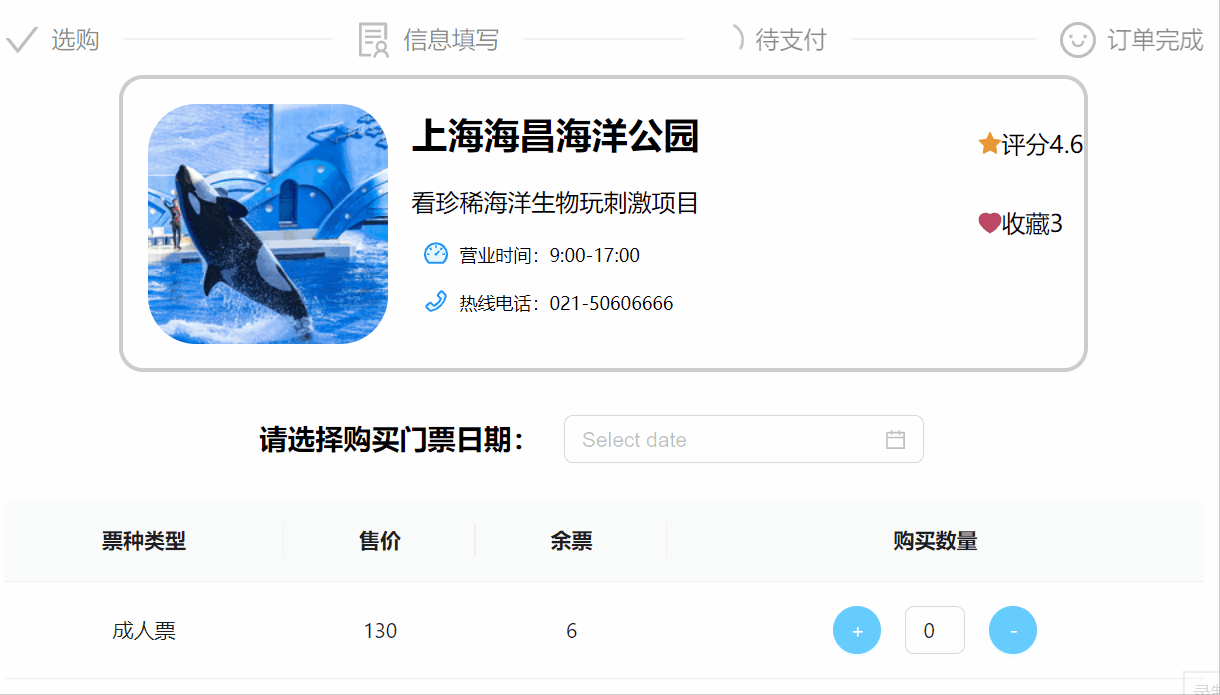 选购 信息填写 待支付 订单完成
上海海昌海洋公园
评分4.6
看珍稀海洋生物玩刺激项目
收藏3
营业时间：9:00-17:00
热线电话：021-50606666
请选择购买门票日期： Select date
票种类型 售价 余票 购买数量
成人票 130 6 + 0 -